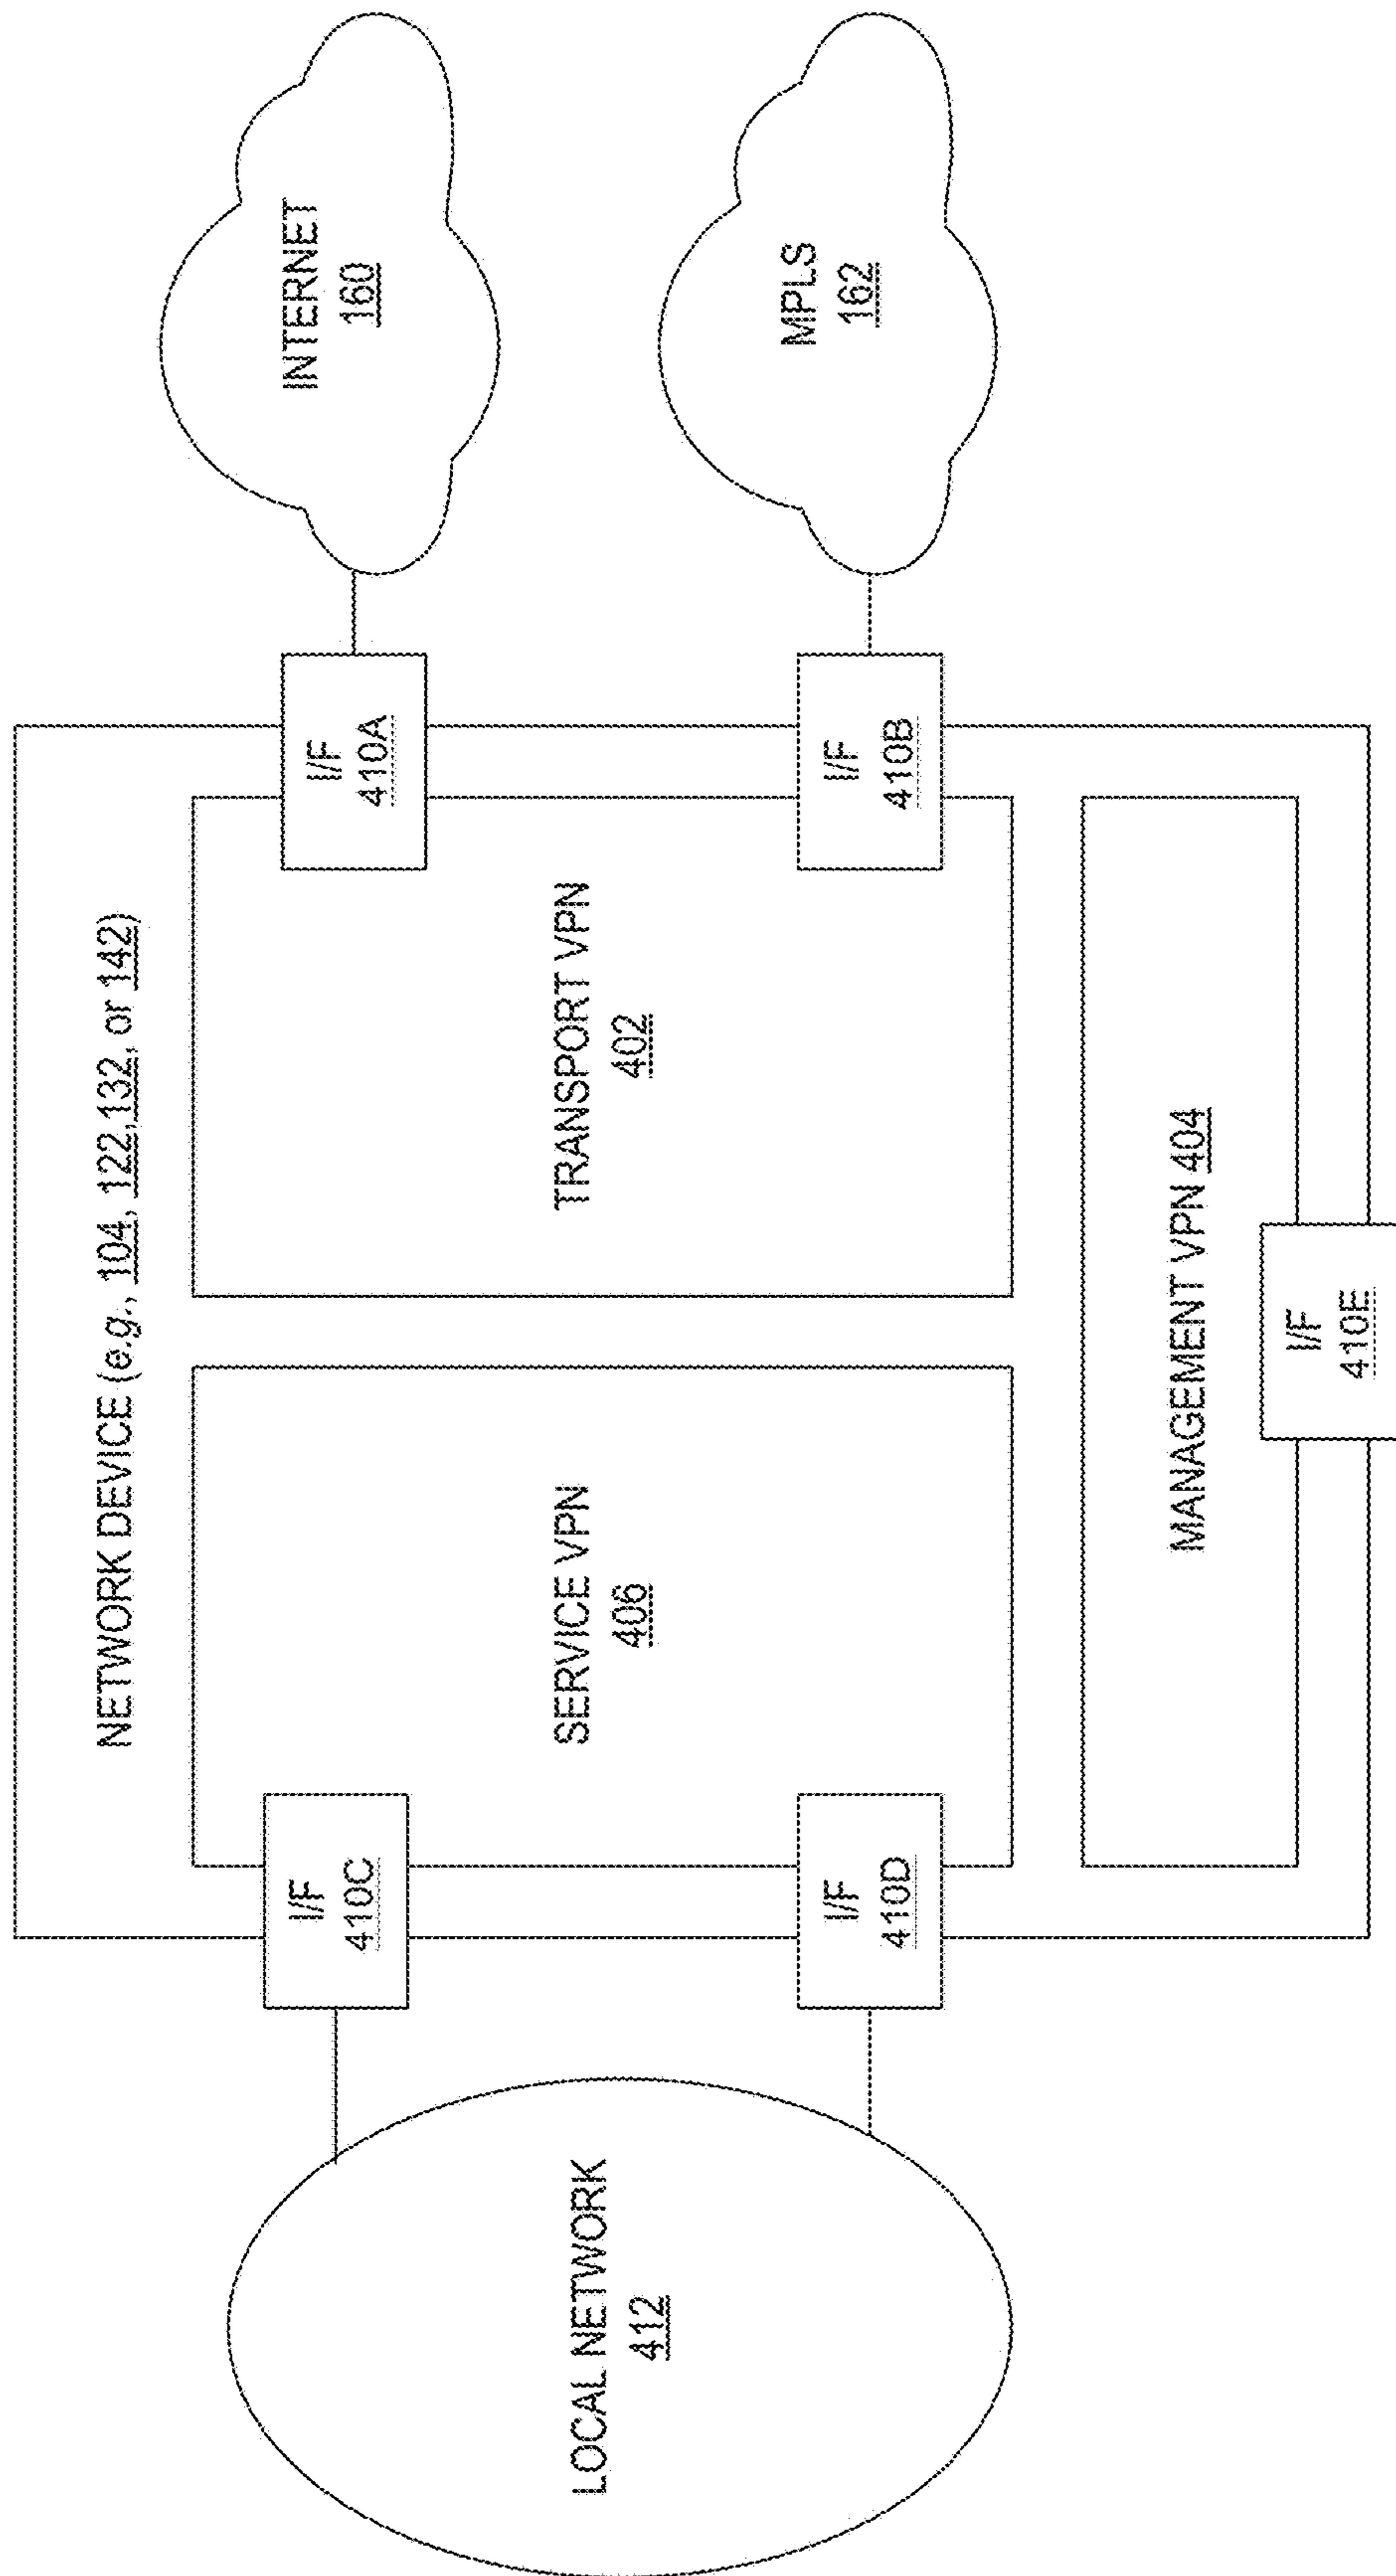 NETWORK DEVICE (e.g., 104, 122,132, or 142)
LOCAL NETWORK
412
I/F
410C
I/F
410D
SERVICE VPN
406
TRANSPORT VPN
402
I/F
410A
I/F
410B
INTERNET
160
MPLS
162
MANAGEMENT VPN 404
I/F
410E